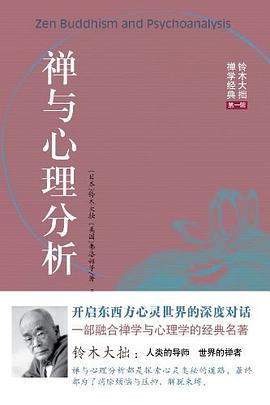 Zen Buddhism and Psychoanalysis
禅与心理分析
铃木大拙
禅学经典
第一辑
开启东西方心灵世界的深度对话
一部融合禅学与心理学的经典名著
铃木大拙：人类的导师 世界的禅者
禅与心理分析都是探索心灵奥秘的道路，最终
都为了消除烦恼与压抑，解脱束缚。